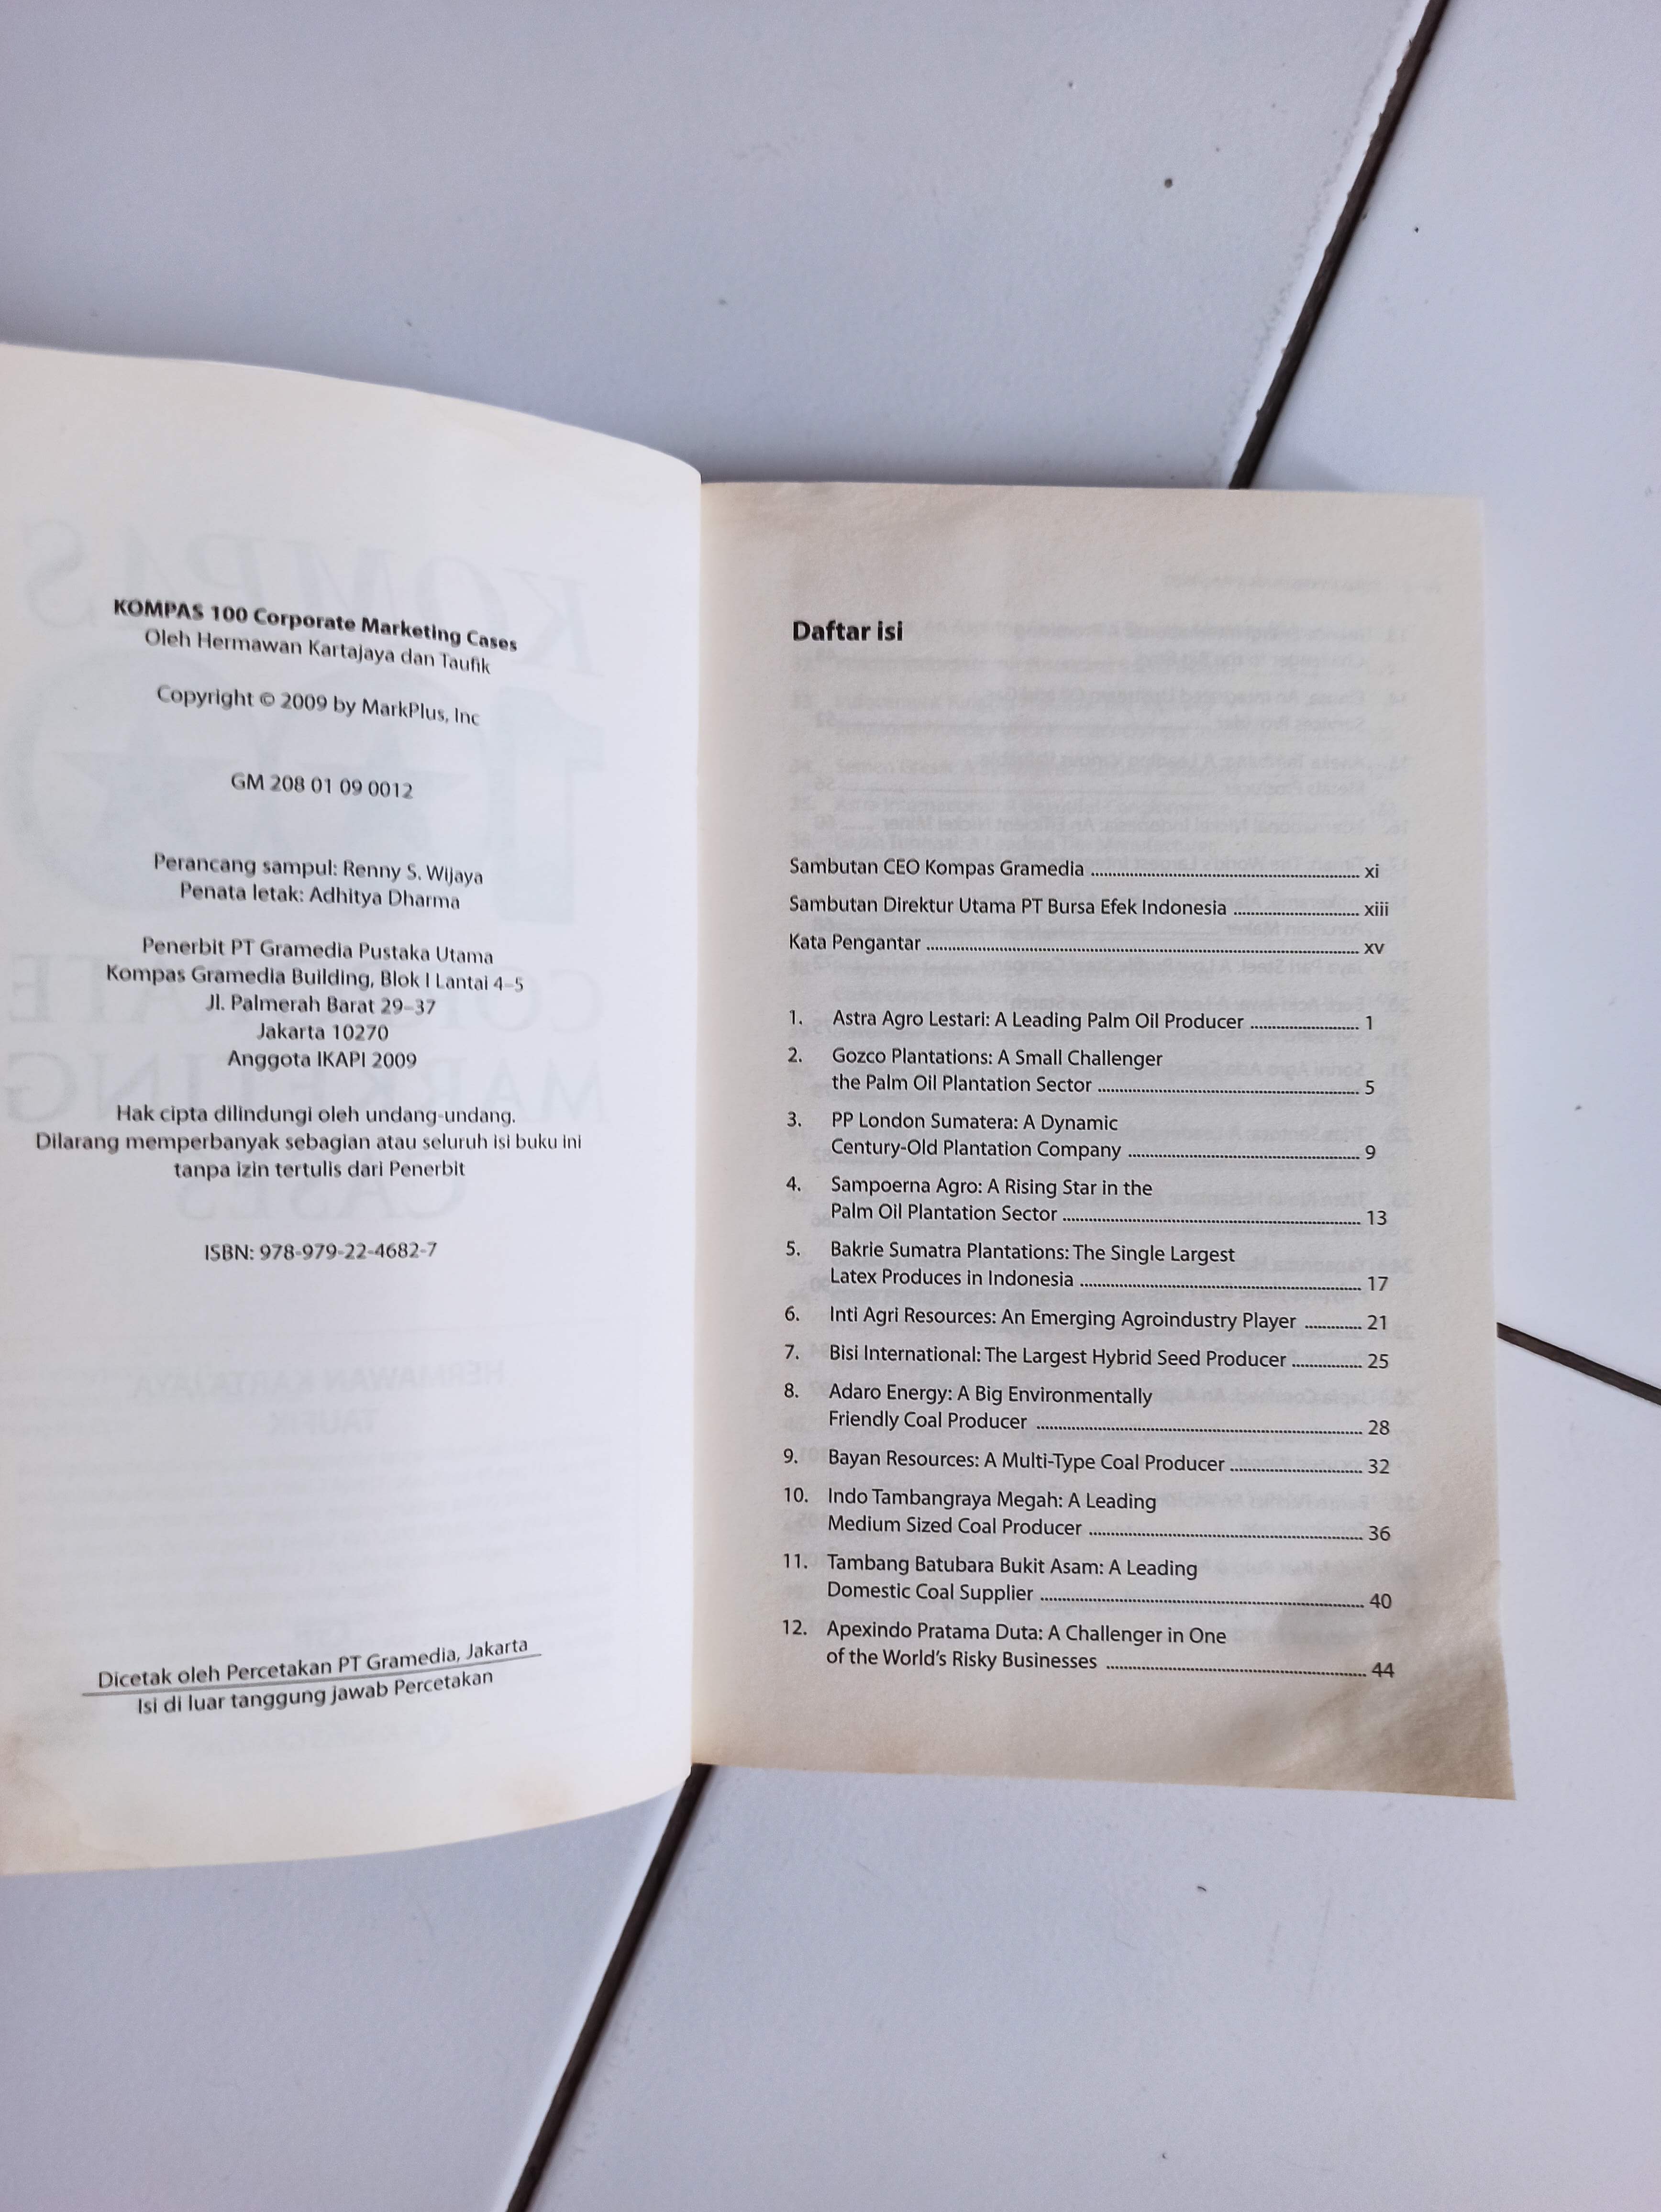 KOMPAS 100 Corporate Marketing Cases
Oleh Hermawan Kartajaya dan Taufik
Copyright © 2009 by MarkPlus, Inc
GM 208 01 09 0012
Perancang sampul: Renny S. Wijaya
Penata letak: Adhitya Dharma
Penerbit PT Gramedia Pustaka Utama
Kompas Gramedia Building, Blok I Lantai 4–5
Jl. Palmerah Barat 29–37
Jakarta 10270
Anggota IKAPI 2009
Hak cipta dilindungi oleh undang-undang.
Dilarang memperbanyak sebagian atau seluruh isi buku ini
tanpa izin tertulis dari Penerbit
ISBN: 978-979-22-4682-7
Dicetak oleh Percetakan PT Gramedia, Jakarta
Isi di luar tanggung jawab Percetakan
Daftar isi
Sambutan CEO Kompas Gramedia ........ xi
Sambutan Direktur Utama PT Bursa Efek Indonesia ........ xiii
Kata Pengantar ........ xv
1. Astra Agro Lestari: A Leading Palm Oil Producer ........ 1
2. Gozco Plantations: A Small Challenger
the Palm Oil Plantation Sector ........ 5
3. PP London Sumatera: A Dynamic
Century-Old Plantation Company ........ 9
4. Sampoerna Agro: A Rising Star in the
Palm Oil Plantation Sector ........ 13
5. Bakrie Sumatra Plantations: The Single Largest
Latex Produces in Indonesia ........ 17
6. Inti Agri Resources: An Emerging Agroindustry Player ........ 21
7. Bisi International: The Largest Hybrid Seed Producer ........ 25
8. Adaro Energy: A Big Environmentally
Friendly Coal Producer ........ 28
9. Bayan Resources: A Multi-Type Coal Producer ........ 32
10. Indo Tambangraya Megah: A Leading
Medium Sized Coal Producer ........ 36
11. Tambang Batubara Bukit Asam: A Leading
Domestic Coal Supplier ........ 40
12. Apexindo Pratama Duta: A Challenger in One
of the World's Risky Businesses ........ 44